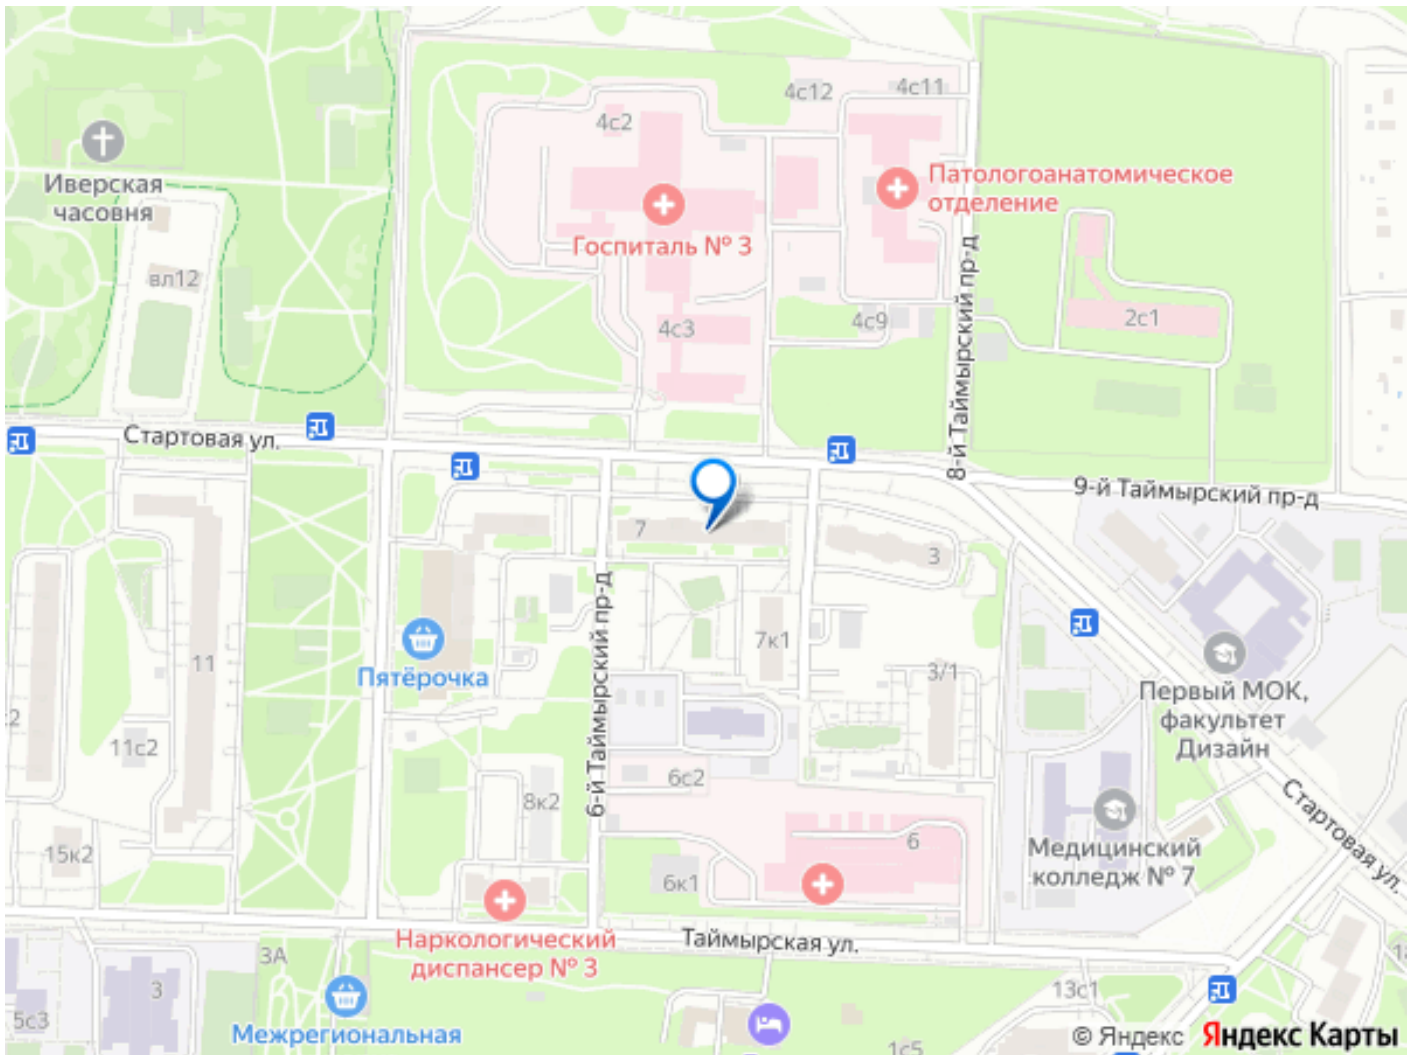 4с12
4с11
4с2
Патологоанатомическое
отделение
Иверская
часовня
Госпиталь № 3
вл12
8-й Таймырский пр-д
4с3
4с9
2с1
Стартовая ул.
9-й Таймырский пр-д
7
3
6-й Таймырский пр-д
7к1
11
Пятёрочка
3/1
Первый МОК,
факультет
Дизайн
2
11с2
6с2
8к2
Стартовая ул.
15к2
6
6к1
Медицинский
колледж № 7
Наркологический
диспансер № 3
Таймырская ул.
3А
3
13с1
5с3
Межрегиональная
1с5
© Яндекс
Яндекс Карты